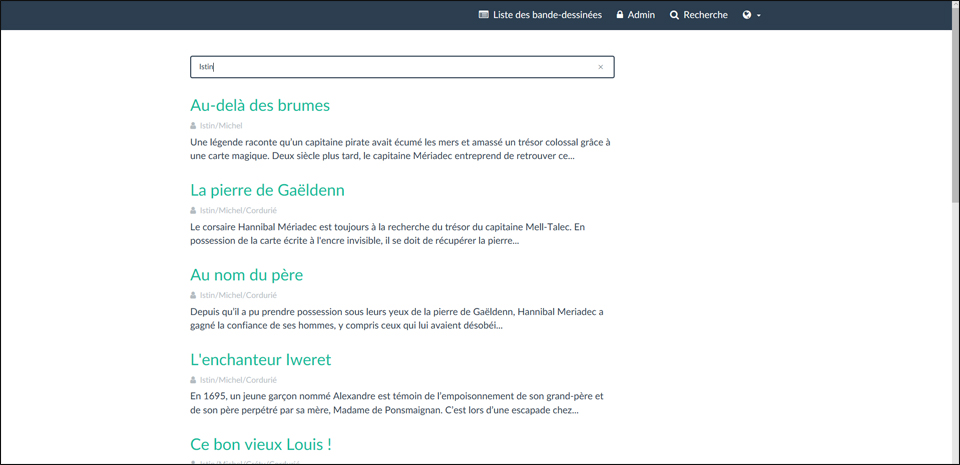 Liste des bande-dessinées Admin Recherche
Istin ×
Au-delà des brumes
Istin/Michel
Une légende raconte qu'un capitaine pirate avait écumé les mers et amassé un trésor colossal grâce à
une carte magique. Deux siècle plus tard, le capitaine Mériadec entreprend de retrouver ce...
La pierre de Gaëldenn
Istin/Michel/Cordurié
Le corsaire Hannibal Mériadec est toujours à la recherche du trésor du capitaine Mell-Talec. En
possession de la carte écrite à l'encre invisible, il se doit de récupérer la pierre...
Au nom du père
Istin/Michel/Cordurié
Depuis qu'il a pu prendre possession sous leurs yeux de la pierre de Gaëldenn, Hannibal Meriadec a
gagné la confiance de ses hommes, y compris ceux qui lui avaient désobéi...
L'enchanteur Iweret
Istin/Michel/Cordurié
En 1695, un jeune garçon nommé Alexandre est témoin de l'empoisonnement de son grand-père et
de son père perpétré par sa mère, Madame de Ponsmaignan. C'est lors d'une escapade chez...
Ce bon vieux Louis !